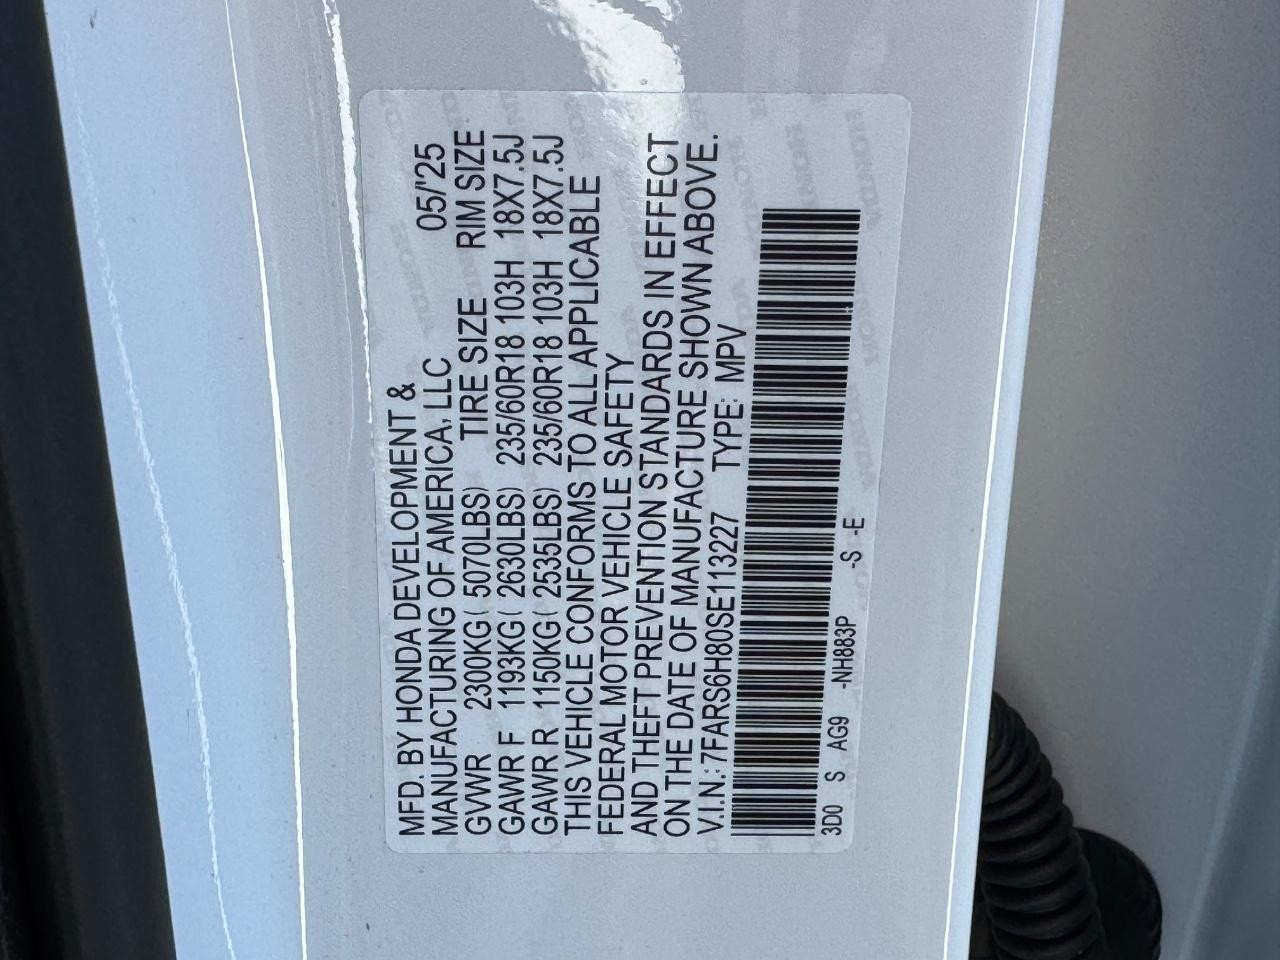 MFD. BY HONDA DEVELOPMENT &
MANUFACTURING OF AMERICA, LLC 05/'25
GVWR 2300KG( 5070LBS) TIRE SIZE RIM SIZE
GAWR F 1193KG( 2630LBS) 235/60R18 103H 18X7.5J
GAWR R 1150KG( 2535LBS) 235/60R18 103H 18X7.5J
THIS VEHICLE CONFORMS TO ALL APPLICABLE
FEDERAL MOTOR VEHICLE SAFETY
AND THEFT PREVENTION STANDARDS IN EFFECT
ON THE DATE OF MANUFACTURE SHOWN ABOVE.
V.I.N.: 7FARS6H80SE113227 TYPE: MPV
3D0 S AG9 -NH883P -S -E